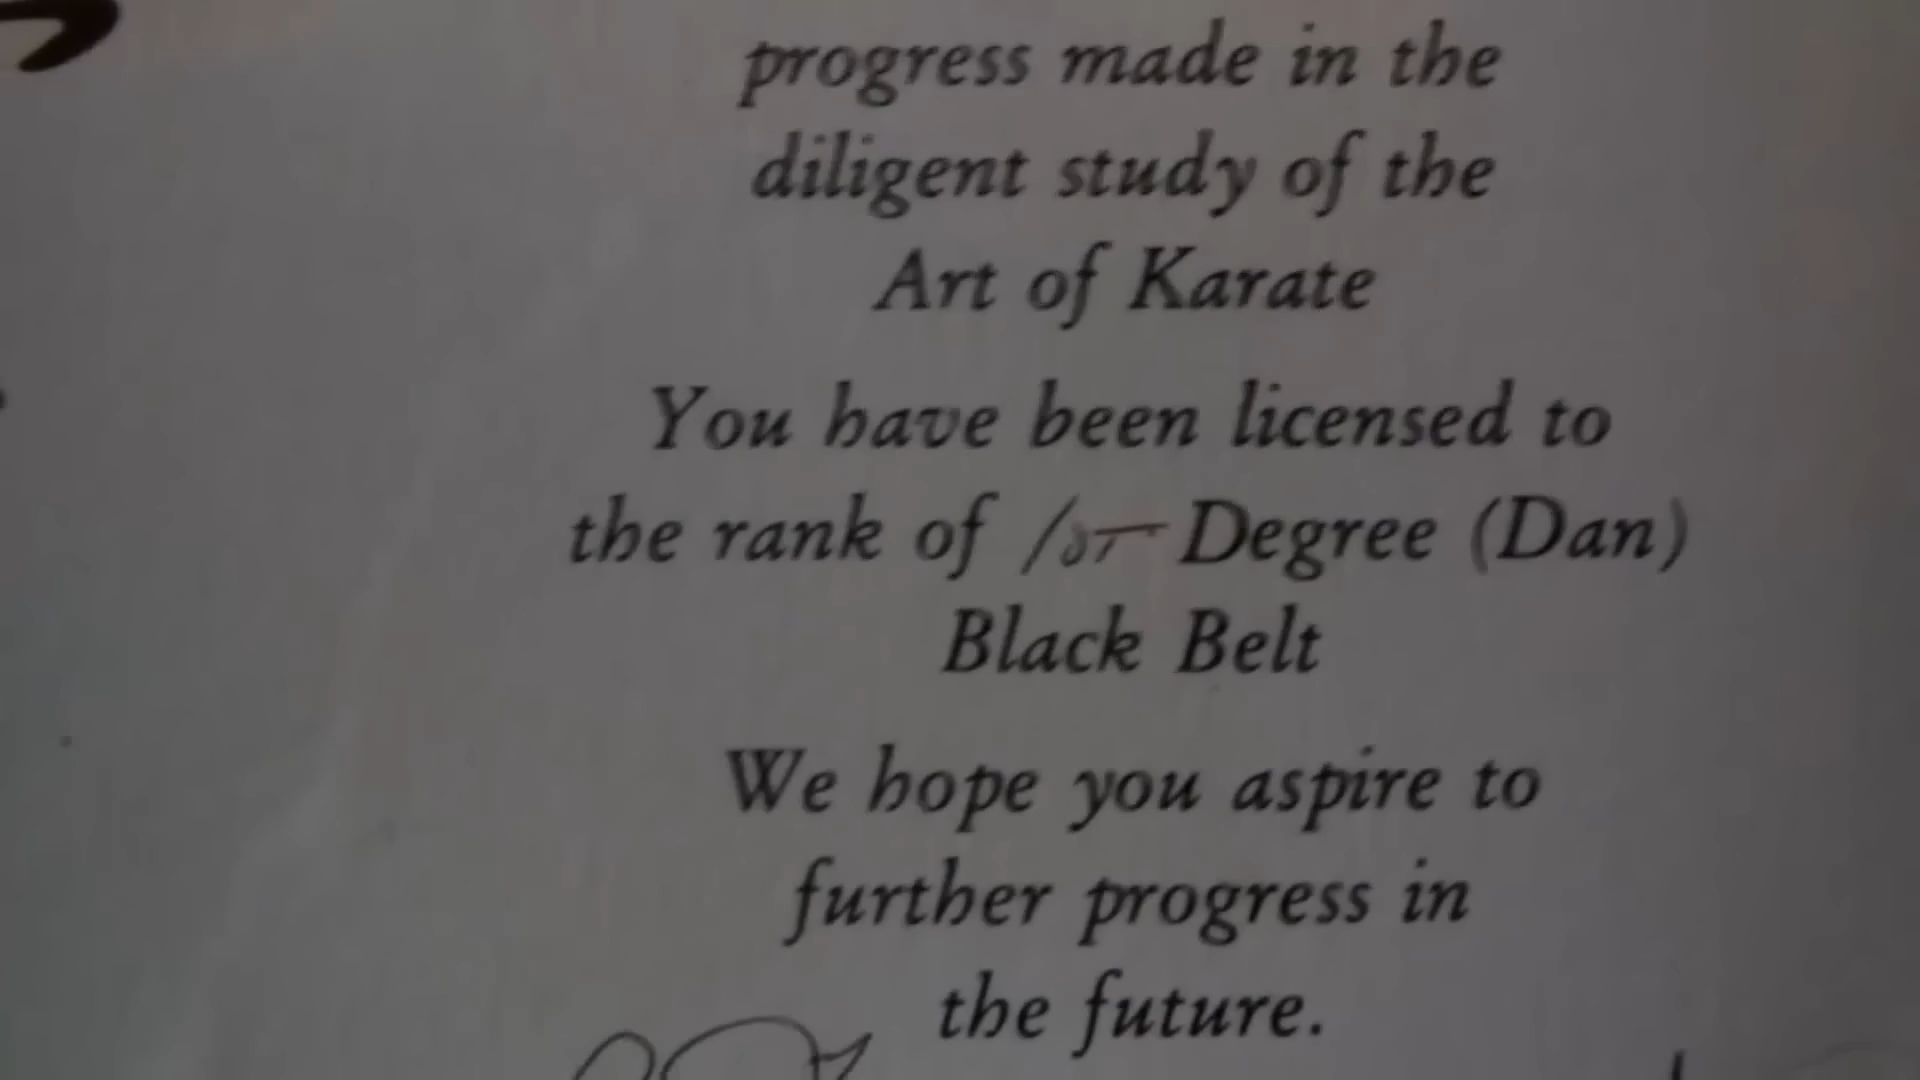 progress made in the
diligent study of the
Art of Karate
You have been licensed to
the rank of 1st Degree (Dan)
Black Belt
We hope you aspire to
further progress in
the future.